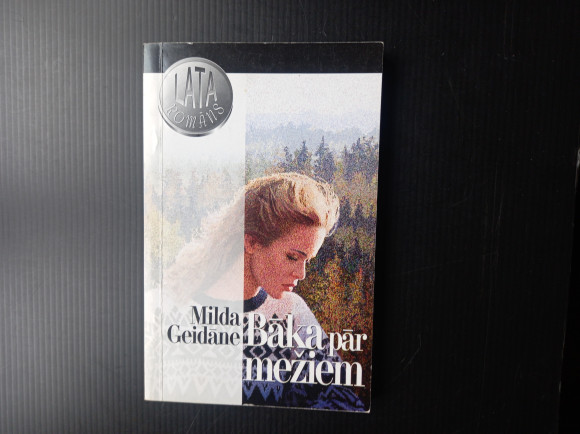 LATA
ROMĀNS
Milda
Geidāne
Bāka pār
mežiem